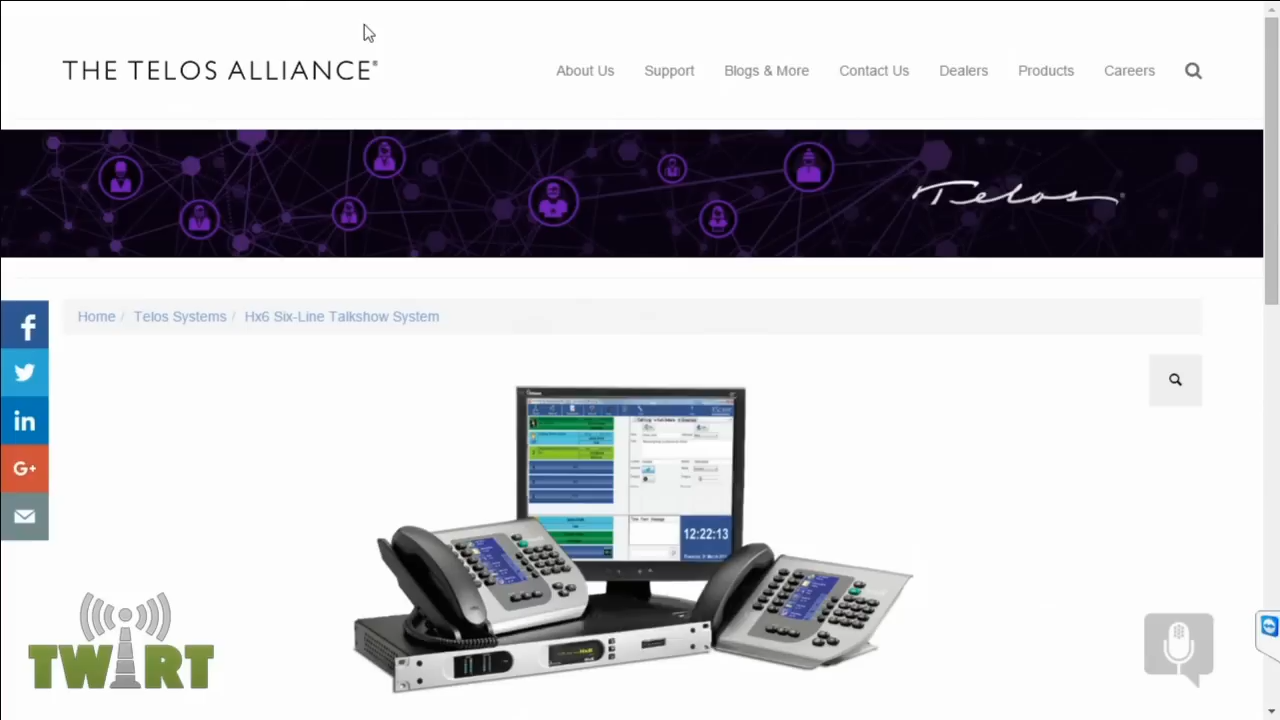 THE TELOS ALLIANCE®
About Us
Support
Blogs & More
Contact Us
Dealers
Products
Careers
Telos®
Home / Telos Systems / Hx6 Six-Line Talkshow System
f
in
G+
12:22:13
TWiRT